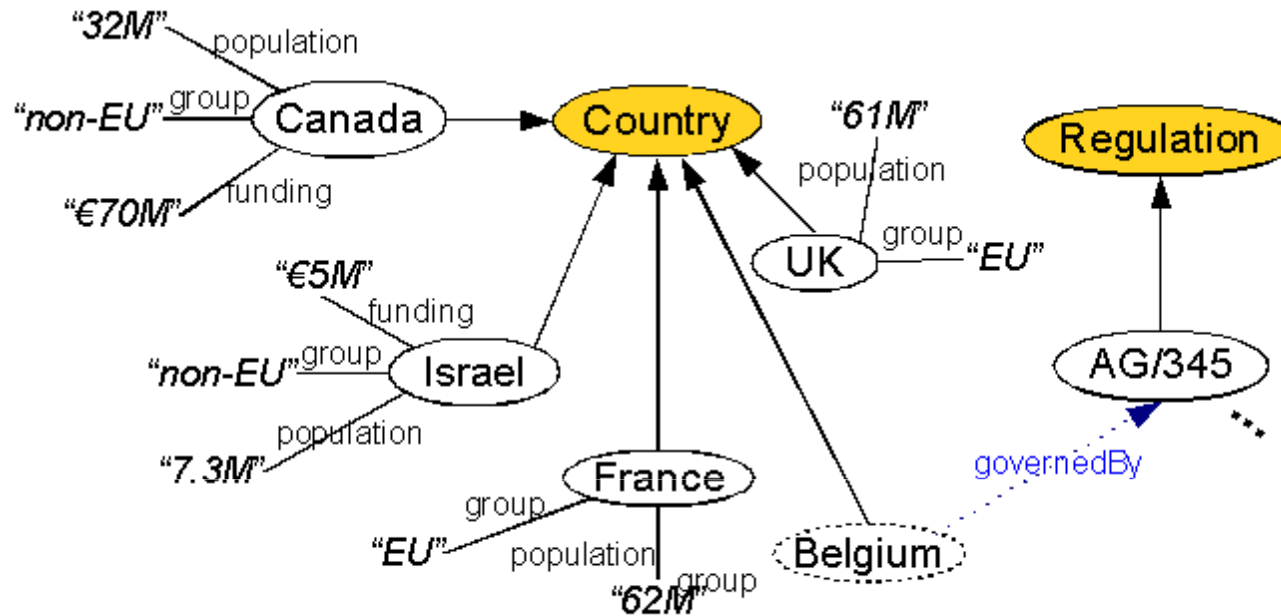 “32M”
population
“non-EU”
group
Canada
Country
“61M”
Regulation
“€70M”
funding
population
UK
group
“EU”
“€5M”
funding
“non-EU”
group
Israel
AG/345
...
population
“7.3M”
France
governedBy
group
“EU”
population
Belgium
group
“62M”